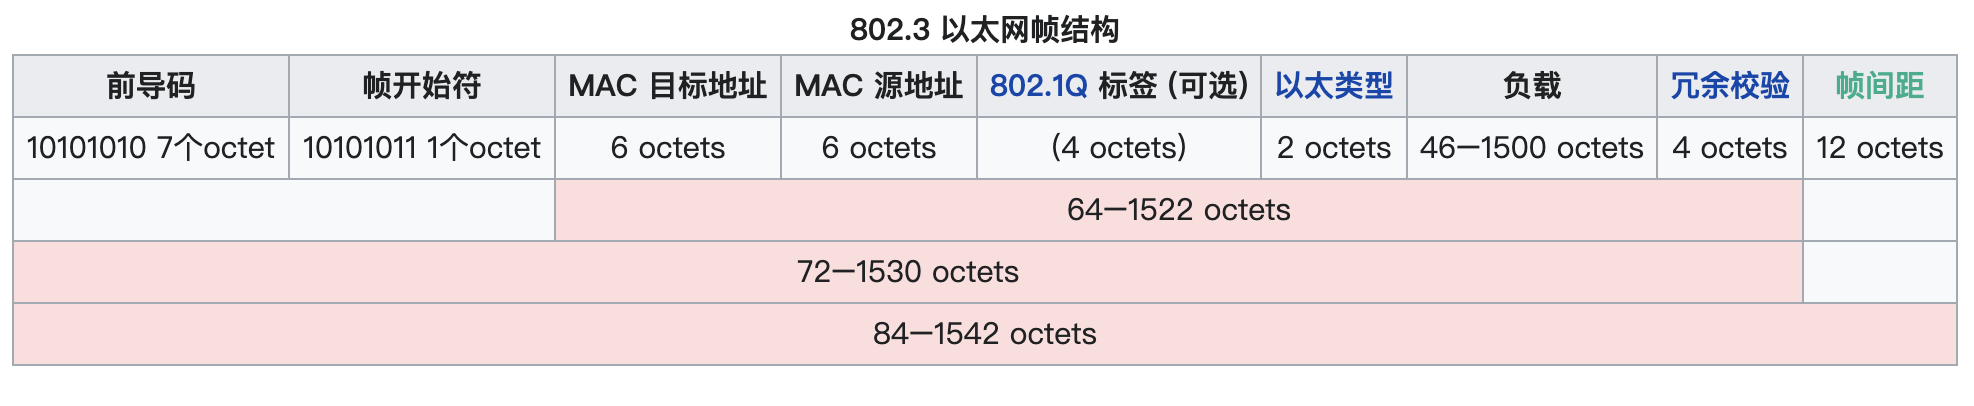 802.3 以太网帧结构
前导码 帧开始符 MAC 目标地址 MAC 源地址 802.1Q 标签 (可选) 以太类型 负载 冗余校验 帧间距
10101010 7个octet 10101011 1个octet 6 octets 6 octets (4 octets) 2 octets 46–1500 octets 4 octets 12 octets
64–1522 octets
72–1530 octets
84–1542 octets